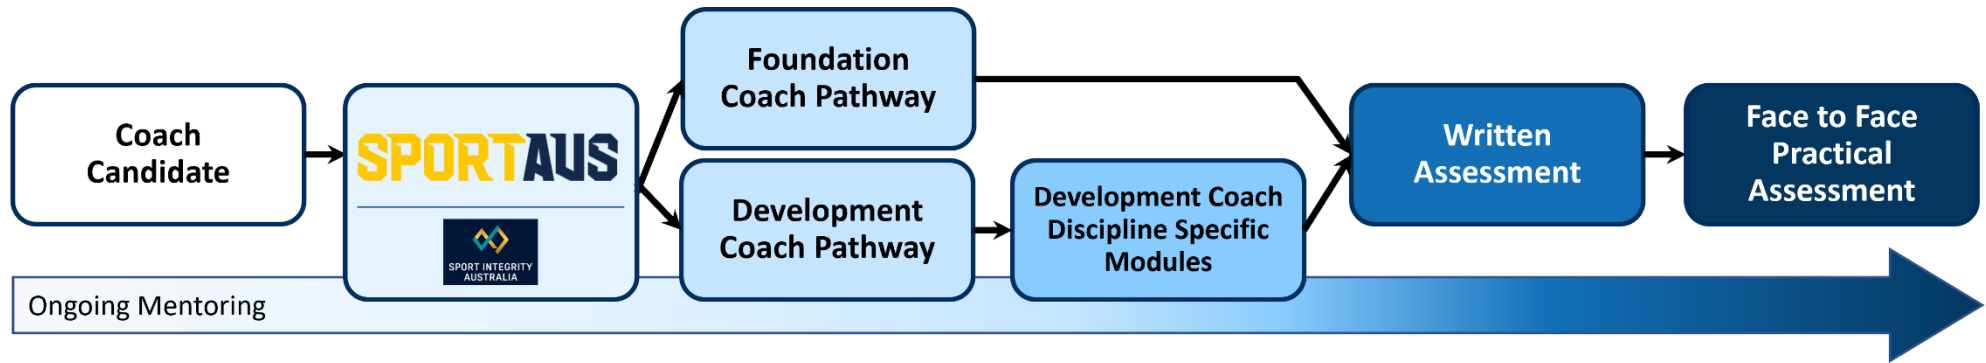 Coach
Candidate
SPORTAUS
SPORT INTEGRITY
AUSTRALIA
Foundation
Coach Pathway
Development
Coach Pathway
Development Coach
Discipline Specific
Modules
Written
Assessment
Face to Face
Practical
Assessment
Ongoing Mentoring